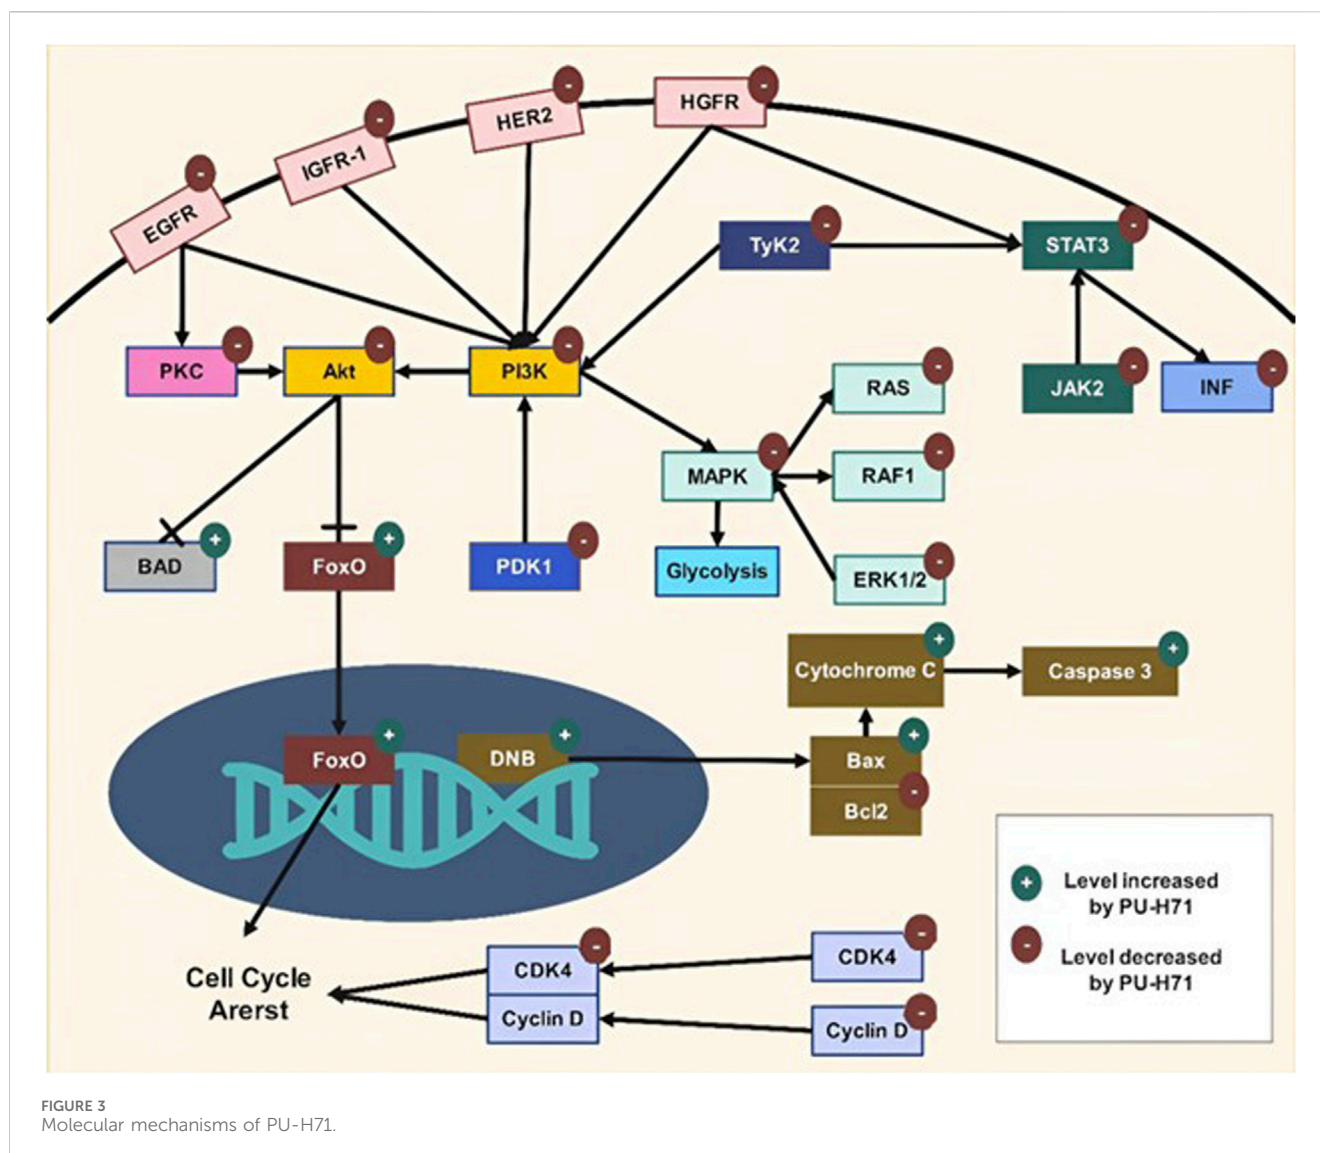 HGFR
-
HER2
-
IGFR-1
-
EGFR
-
TyK2
-
STAT3
-
PKC
-
Akt
-
PI3K
-
RAS
-
JAK2
-
INF
-
MAPK
-
RAF1
-
BAD
+
FoxO
+
PDK1
-
Glycolysis
ERK1/2
-
Cytochrome C
+
Caspase 3
+
FoxO
+
DNB
+
Bax
+
Bcl2
-
+
Level increased
by PU-H71
-
Level decreased
by PU-H71
Cell Cycle
Arerst
CDK4
-
Cyclin D
CDK4
-
Cyclin D
-
FIGURE 3
Molecular mechanisms of PU-H71.